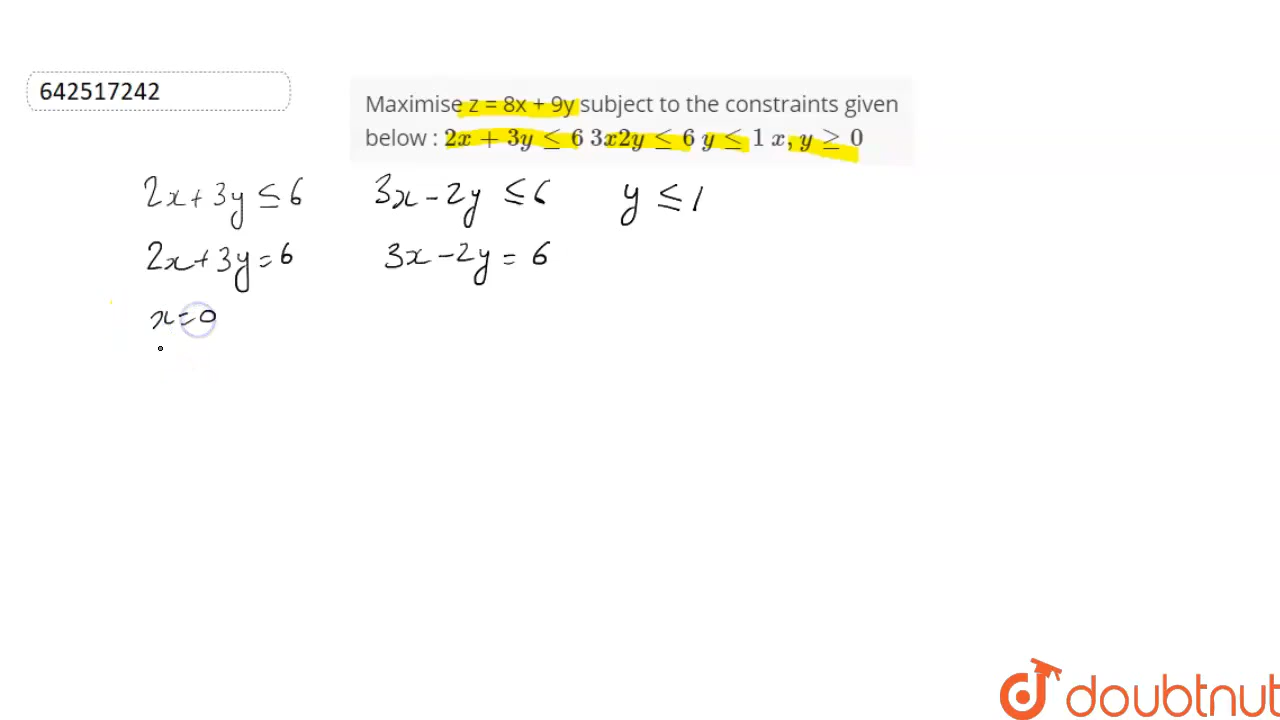 642517242
Maximise z = 8x + 9y subject to the constraints given
below : 2x + 3y ≤ 6 3x2y ≤ 6 y ≤ 1 x, y ≥ 0
2x + 3y ≤ 6 3x - 2y ≤ 6 y ≤ 1
2x + 3y = 6 3x - 2y = 6
x = 0
doubtnut